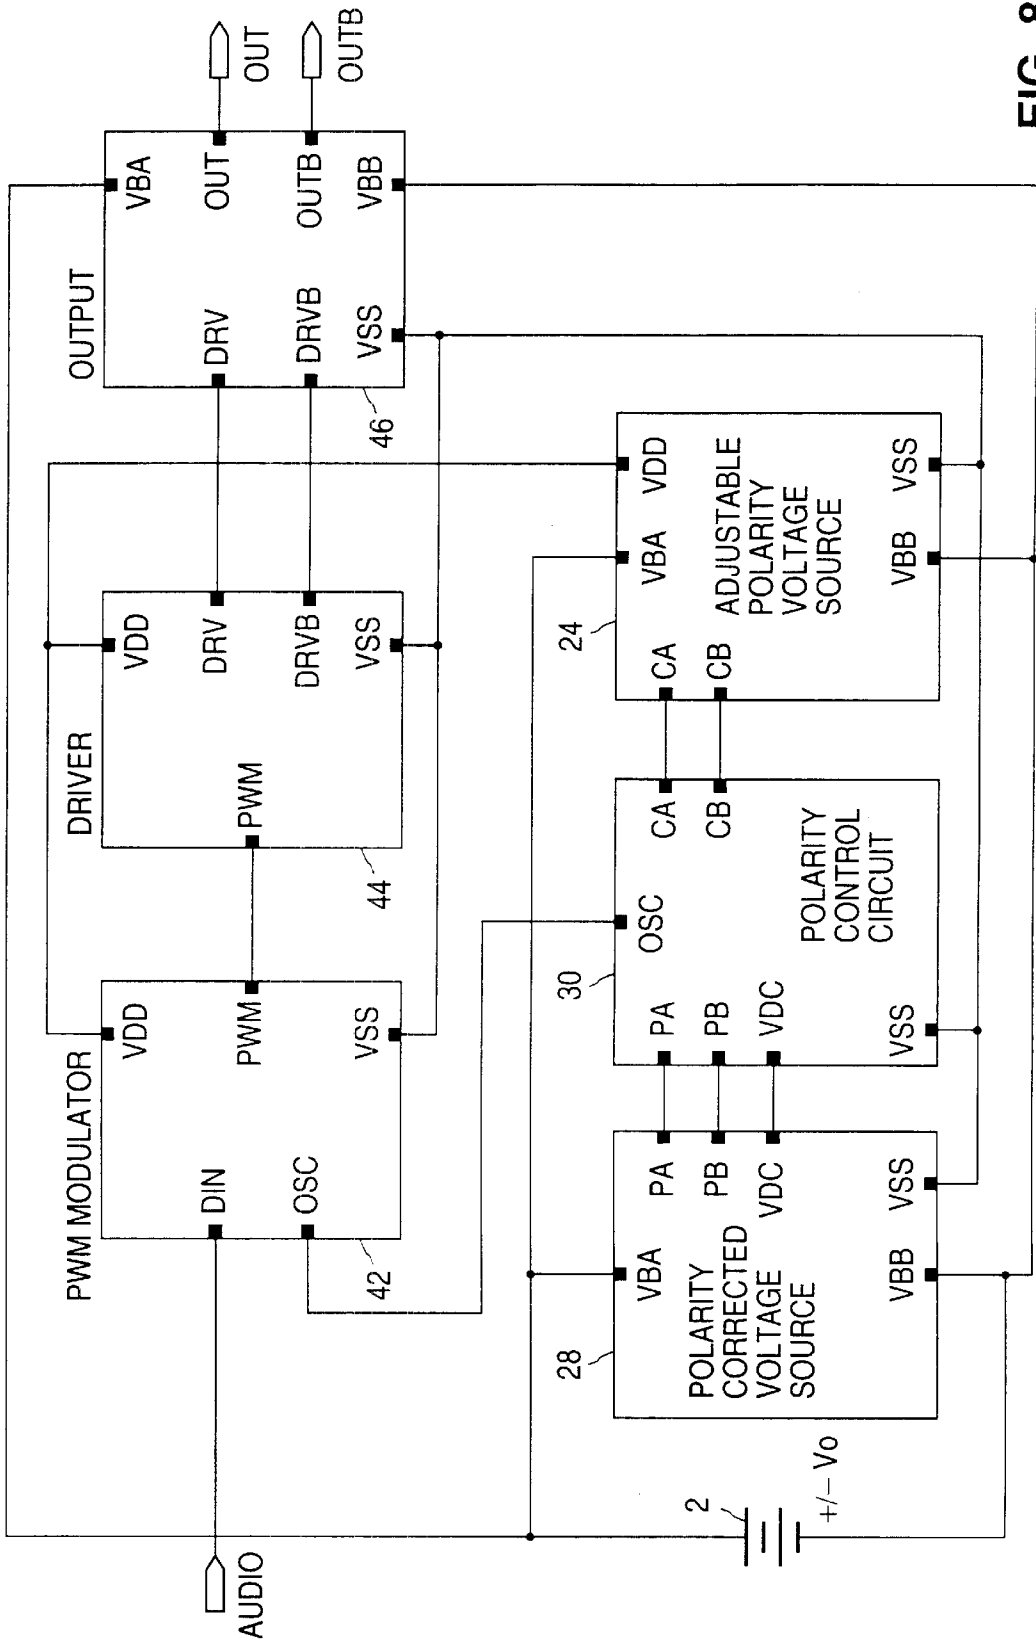 AUDIO
PWM MODULATOR
DIN
OSC
VDD
PWM
VSS
42
DRIVER
PWM
VDD
DRV
DRVB
VSS
44
OUTPUT
DRV
DRVB
VSS
VBA
OUT
OUTB
VBB
46
OUT
OUTB
2
+/– Vo
28
VBA
PA
PB
VDC
POLARITY
CORRECTED
VOLTAGE
SOURCE
VBB
VSS
30
OSC
PA
PB
VDC
CA
CB
POLARITY
CONTROL
CIRCUIT
VSS
24
CA
CB
VBA
VDD
ADJUSTABLE
POLARITY
VOLTAGE
SOURCE
VBB
VSS
FIG. 8